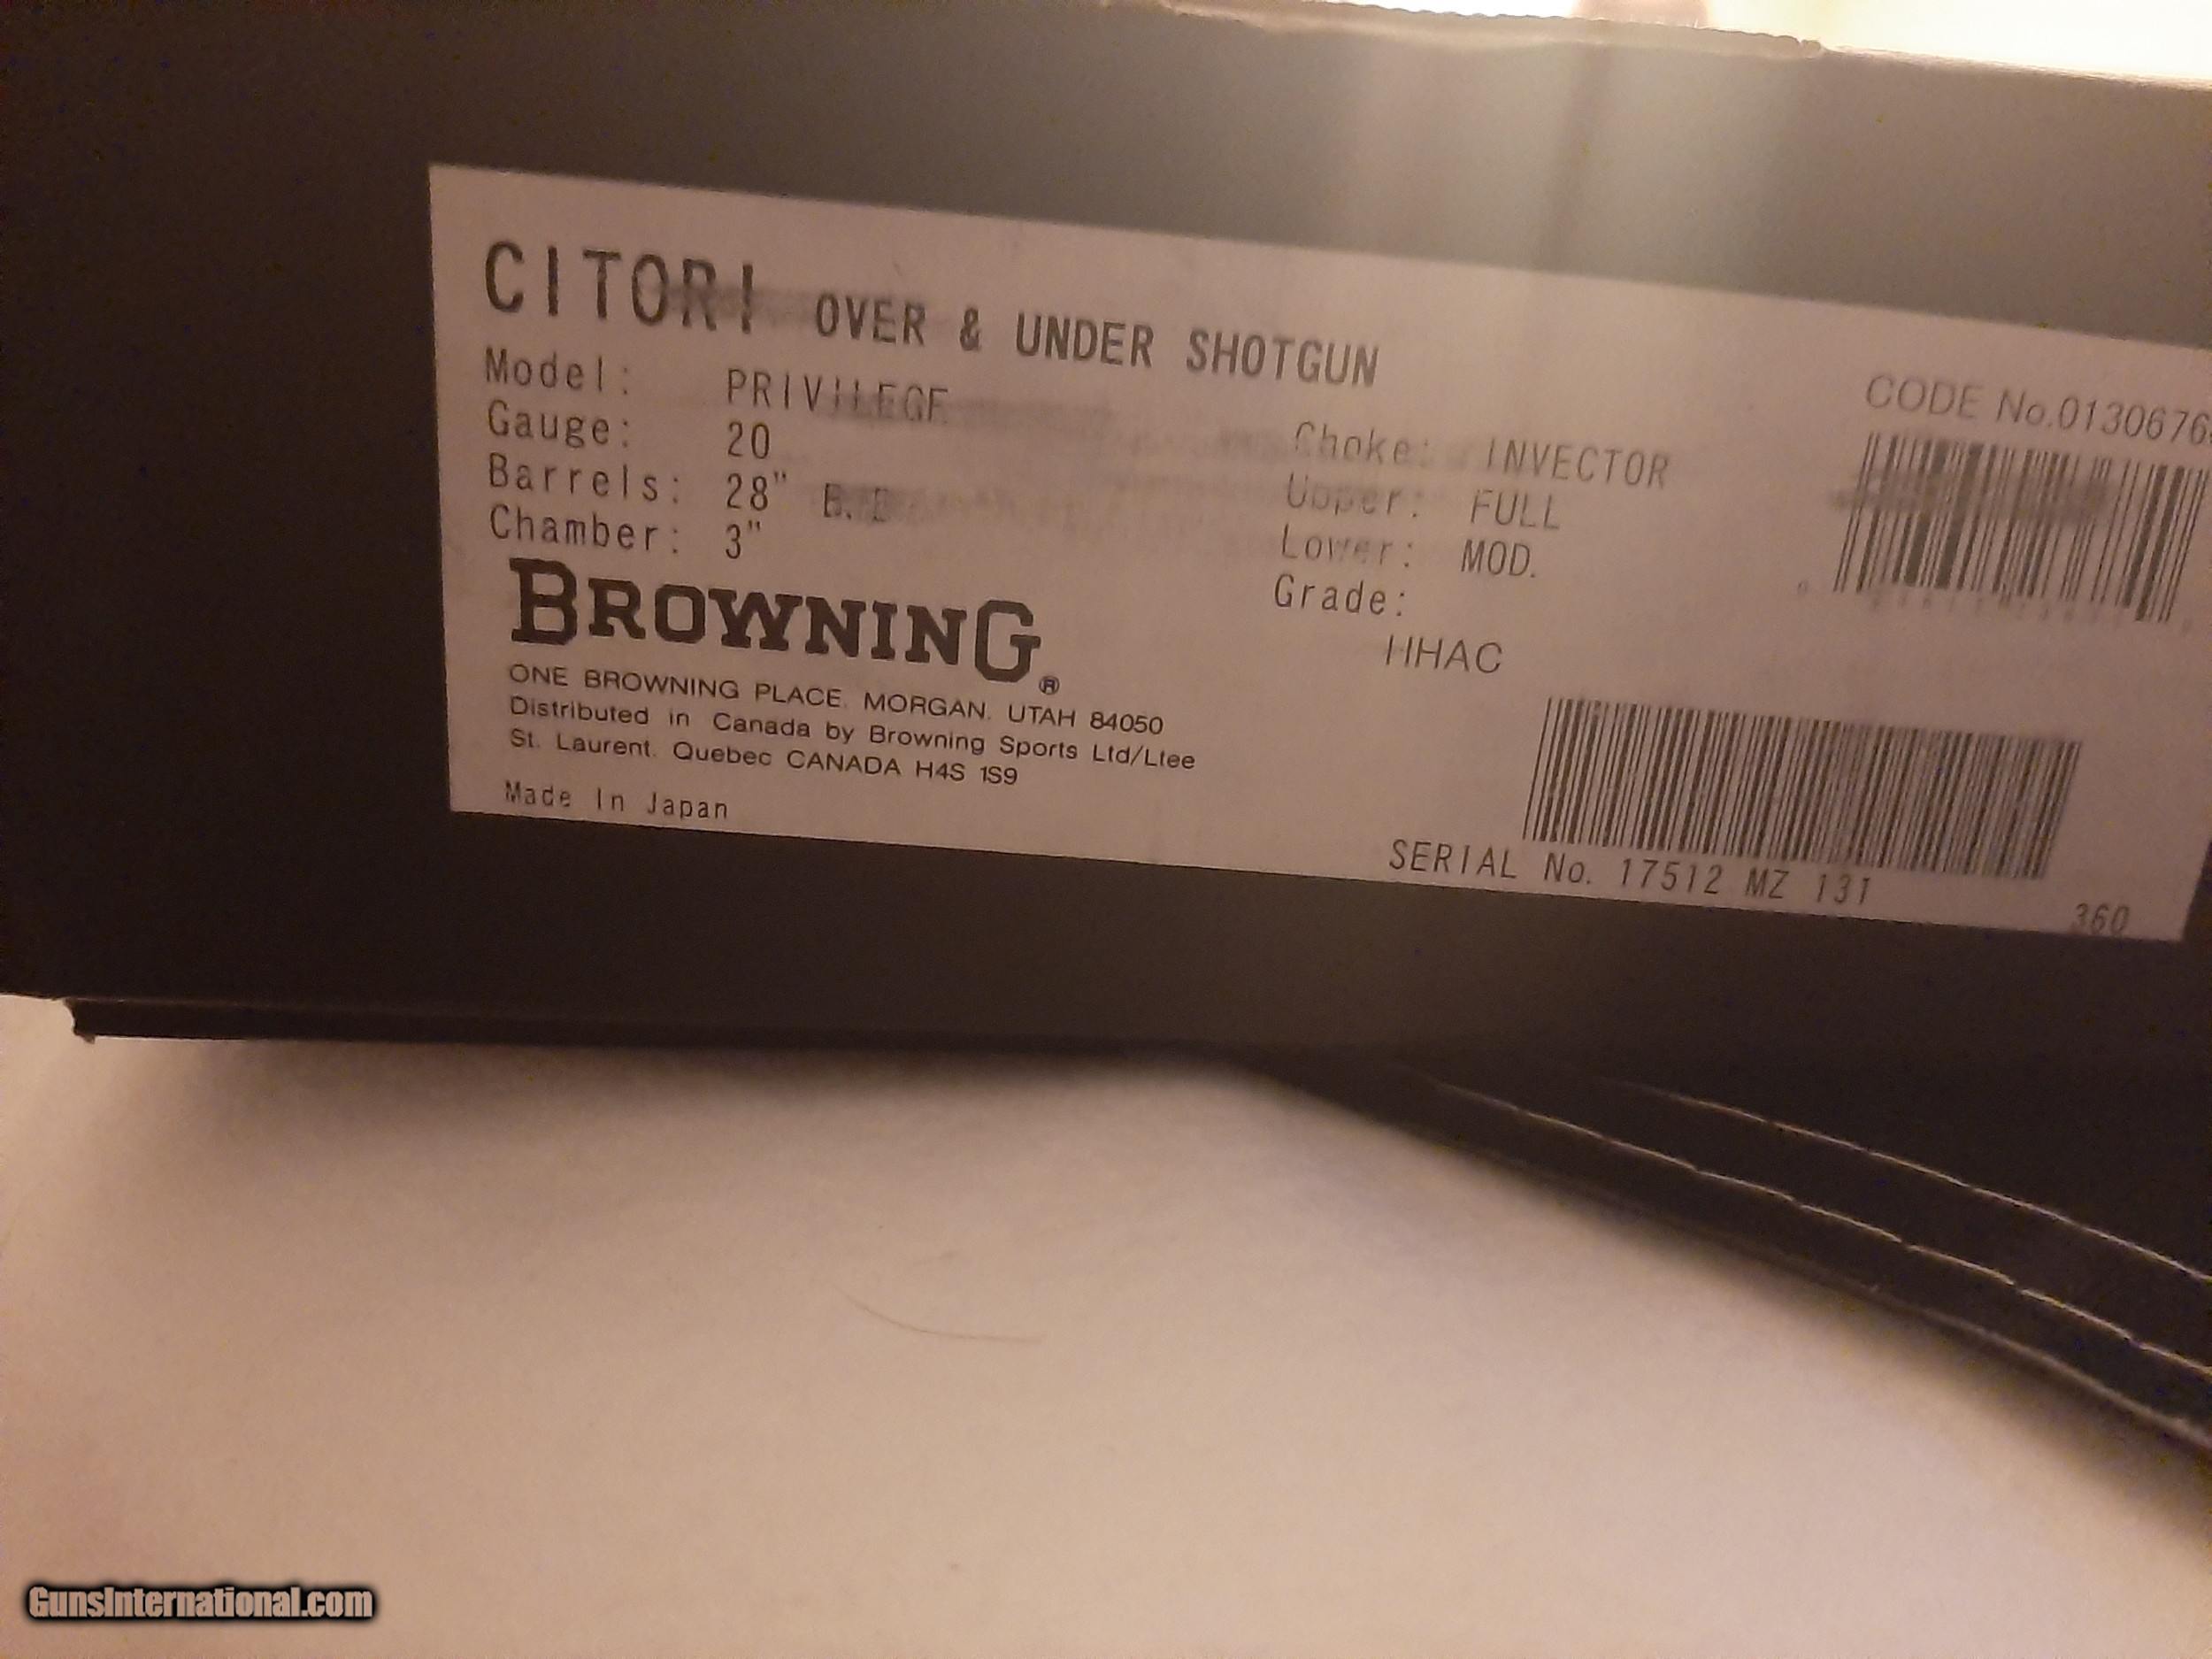 CITORI OVER & UNDER SHOTGUN
Model: PRIVILEGE
Gauge: 20
Barrels: 28"
Chamber: 3"
Choke: INVECTOR
Upper: FULL
Lower: MOD.
Grade:
HHAC
CODE No.
BROWNING®
ONE BROWNING PLACE, MORGAN, UTAH 84050
Distributed in Canada by Browning Sports Ltd/Ltee
St. Laurent. Quebec CANADA H4S 1S9
Made In Japan
SERIAL No. 17512 MZ 131
360
GunsInternational.com